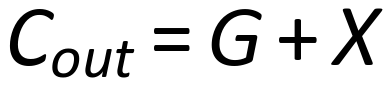 C_out = G + X